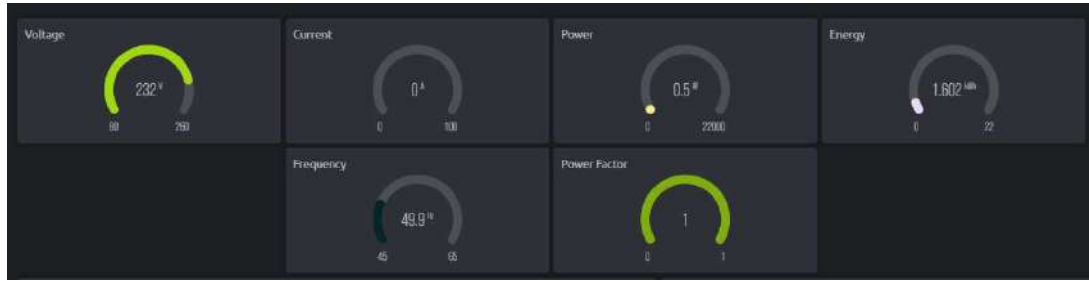 Voltage
232 V
80 260
Current
0 A
0 100
Power
0.5 W
0 22000
Energy
1.602 kWh
0 22
Frequency
49.9 Hz
45 65
Power Factor
1
0 1